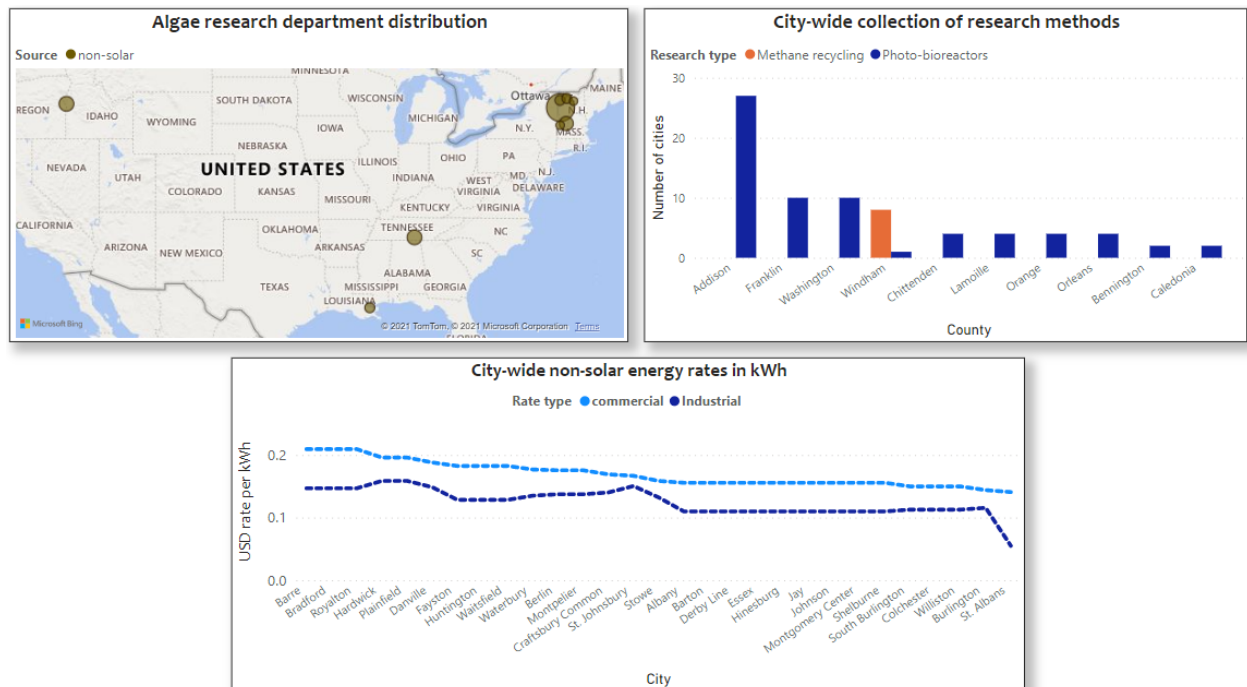 Algae research department distribution
Source non-solar
MINNESOTA
Ottawa
MAINE
REGON
IDAHO
SOUTH DAKOTA
WISCONSIN
N.H.
WYOMING
MICHIGAN
N.Y.
MASS.
IOWA
R.I.
NEBRASKA
NEVADA
UNITED STATES
ILLINOIS
OHIO
PA
N.J.
UTAH
INDIANA
MD.
COLORADO
KANSAS
MISSOURI
WEST VIRGINIA
DELAWARE
KENTUCKY
VIRGINIA
CALIFORNIA
OKLAHOMA
TENNESSEE
NC
ARIZONA
NEW MEXICO
ARKANSAS
SC
ALABAMA
TEXAS
MISSISSIPPI
GEORGIA
LOUISIANA
Microsoft Bing
© 2021 TomTom, © 2021 Microsoft Corporation Terms
FLORIDA
City-wide collection of research methods
Research type Methane recycling Photo-bioreactors
30
20
10
0
Number of cities
Addison
Franklin
Washington
Windham
Chittenden
Lamoille
Orange
Orleans
Bennington
Caledonia
County
City-wide non-solar energy rates in kWh
Rate type commercial Industrial
0.2
0.1
0.0
USD rate per kWh
Barre
Bradford
Royalton
Hardwick
Plainfield
Danville
Fayston
Huntington
Waitsfield
Waterbury
Berlin
Montpelier
Craftsbury Common
St. Johnsbury
Stowe
Albany
Barton
Derby Line
Essex
Hinesburg
Jay
Johnson
Montgomery Center
Shelburne
South Burlington
Colchester
Williston
Burlington
St. Albans
City